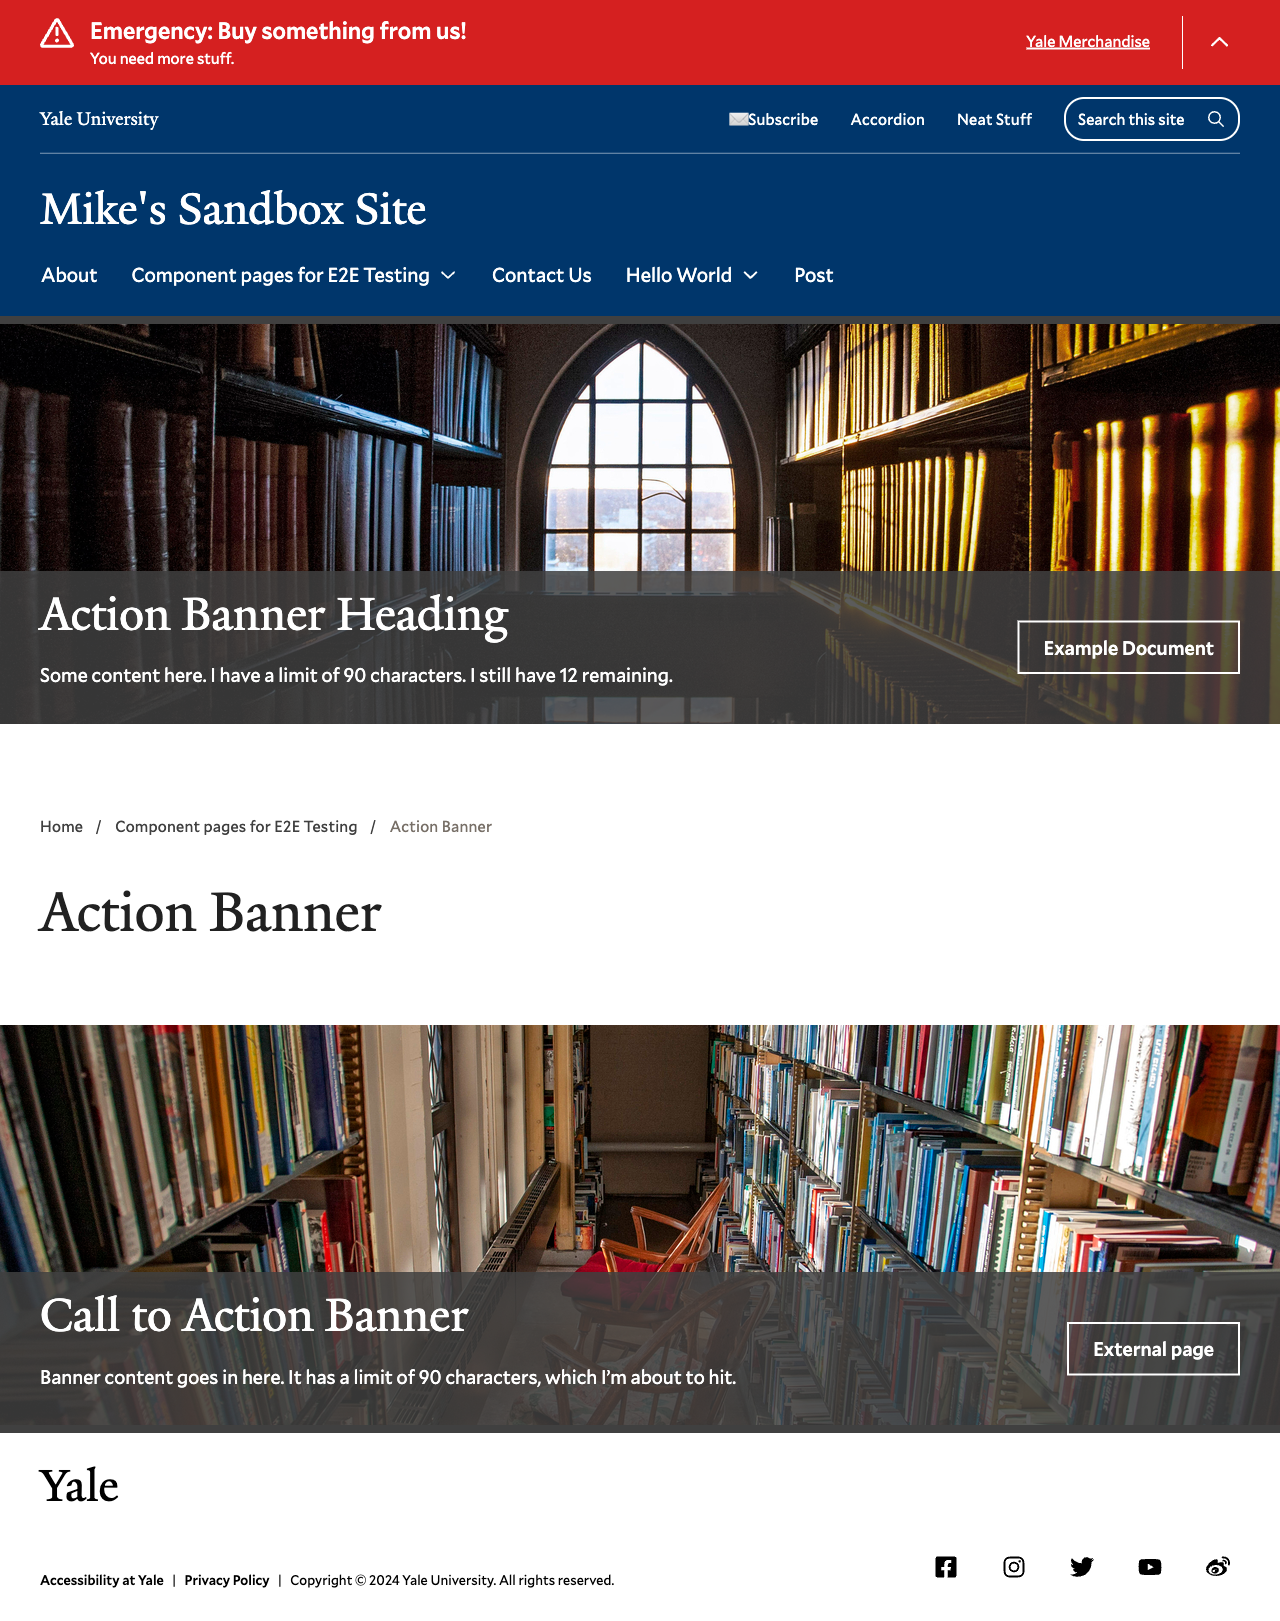 Emergency: Buy something from us!
You need more stuff.
Yale Merchandise
Yale University
Subscribe
Accordion
Neat Stuff
Search this site
Mike's Sandbox Site
About
Component pages for E2E Testing
Contact Us
Hello World
Post
Action Banner Heading
Some content here. I have a limit of 90 characters. I still have 12 remaining.
Example Document
Home / Component pages for E2E Testing / Action Banner
Action Banner
Call to Action Banner
Banner content goes in here. It has a limit of 90 characters, which I’m about to hit.
External page
Yale
Accessibility at Yale | Privacy Policy | Copyright © 2024 Yale University. All rights reserved.